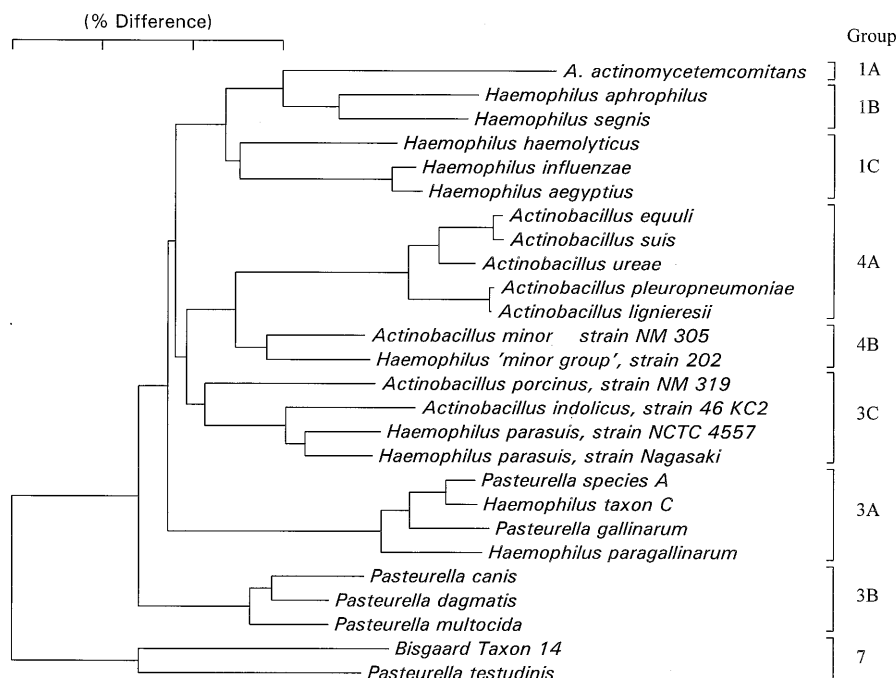 (% Difference)
Group
A. actinomycetemcomitans 1A
Haemophilus aphrophilus
1B
Haemophilus segnis
Haemophilus haemolyticus
Haemophilus influenzae
1C
Haemophilus aegyptius
Actinobacillus equuli
Actinobacillus suis
Actinobacillus ureae
4A
Actinobacillus pleuropneumoniae
Actinobacillus lignieresii
Actinobacillus minor strain NM 305
4B
Haemophilus 'minor group', strain 202
Actinobacillus porcinus, strain NM 319
Actinobacillus indolicus, strain 46 KC2
3C
Haemophilus parasuis, strain NCTC 4557
Haemophilus parasuis, strain Nagasaki
Pasteurella species A
Haemophilus taxon C
3A
Pasteurella gallinarum
Haemophilus paragallinarum
Pasteurella canis
Pasteurella dagmatis
3B
Pasteurella multocida
Bisgaard Taxon 14
7
Pasteurella testudinis